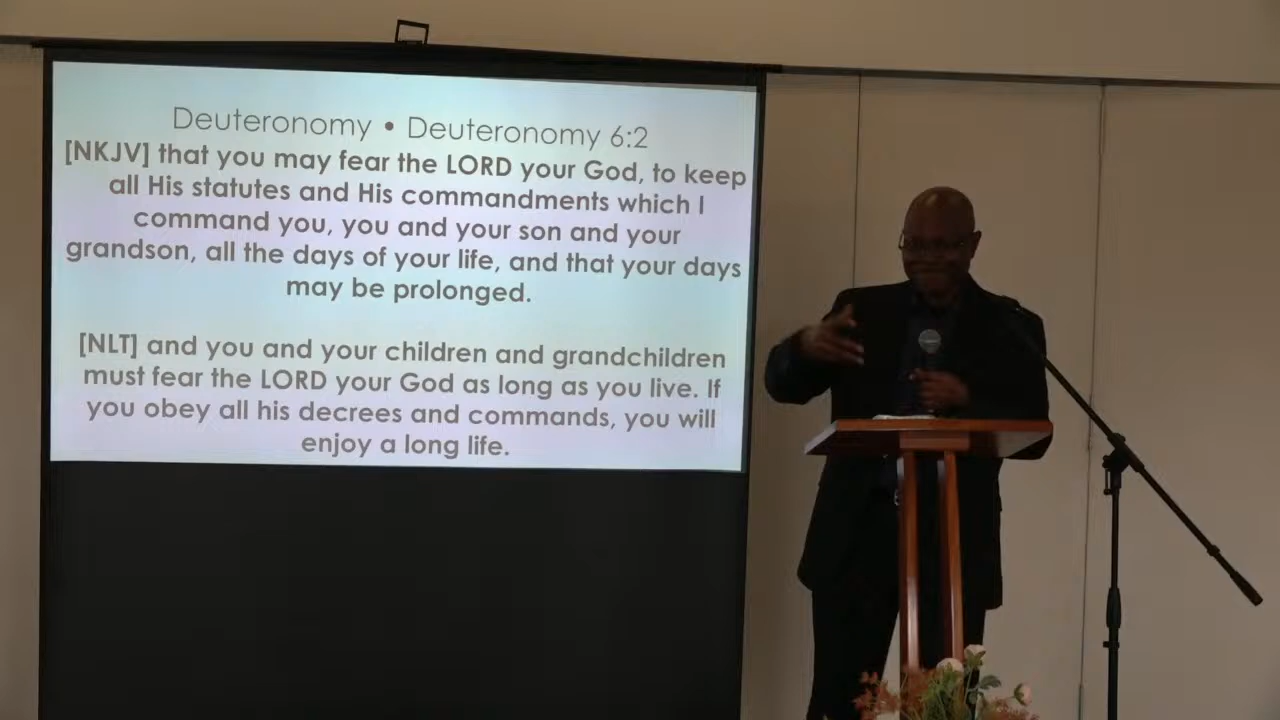 Deuteronomy • Deuteronomy 6:2
[NKJV] that you may fear the LORD your God, to keep
all His statutes and His commandments which I
command you, you and your son and your
grandson, all the days of your life, and that your days
may be prolonged.
[NLT] and you and your children and grandchildren
must fear the LORD your God as long as you live. If
you obey all his decrees and commands, you will
enjoy a long life.